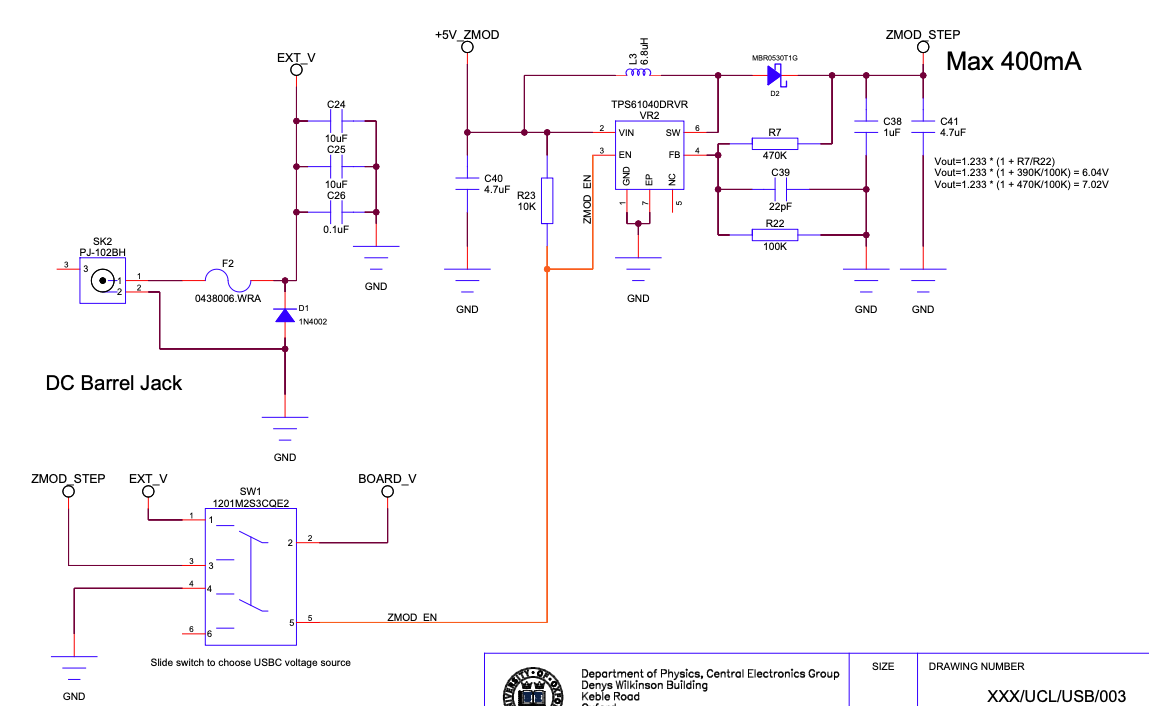 EXT_V
C24
10uF
C25
10uF
C26
0.1uF
GND
SK2
PJ-102BH
3
3
1
2
1
2
F2
0438006.WRA
D1
1N4002
GND
DC Barrel Jack
+5V_ZMOD
L3
6.8uH
MBR0530T1G
D2
ZMOD_STEP
Max 400mA
TPS61040DRVR
VR2
2
VIN
SW
6
3
EN
FB
4
GND
EP
NC
1
7
5
C40
4.7uF
R23
10K
ZMOD_EN
R7
470K
C39
22pF
R22
100K
C38
1uF
C41
4.7uF
Vout=1.233 * (1 + R7/R22)
Vout=1.233 * (1 + 390K/100K) = 6.04V
Vout=1.233 * (1 + 470K/100K) = 7.02V
GND
GND
GND
GND
ZMOD_STEP
EXT_V
BOARD_V
SW1
1201M2S3CQE2
1
1
2
2
3
3
4
4
5
5
6
6
ZMOD_EN
GND
Slide switch to choose USBC voltage source
Department of Physics, Central Electronics Group
Denys Wilkinson Building
Keble Road
SIZE
DRAWING NUMBER
XXX/UCL/USB/003